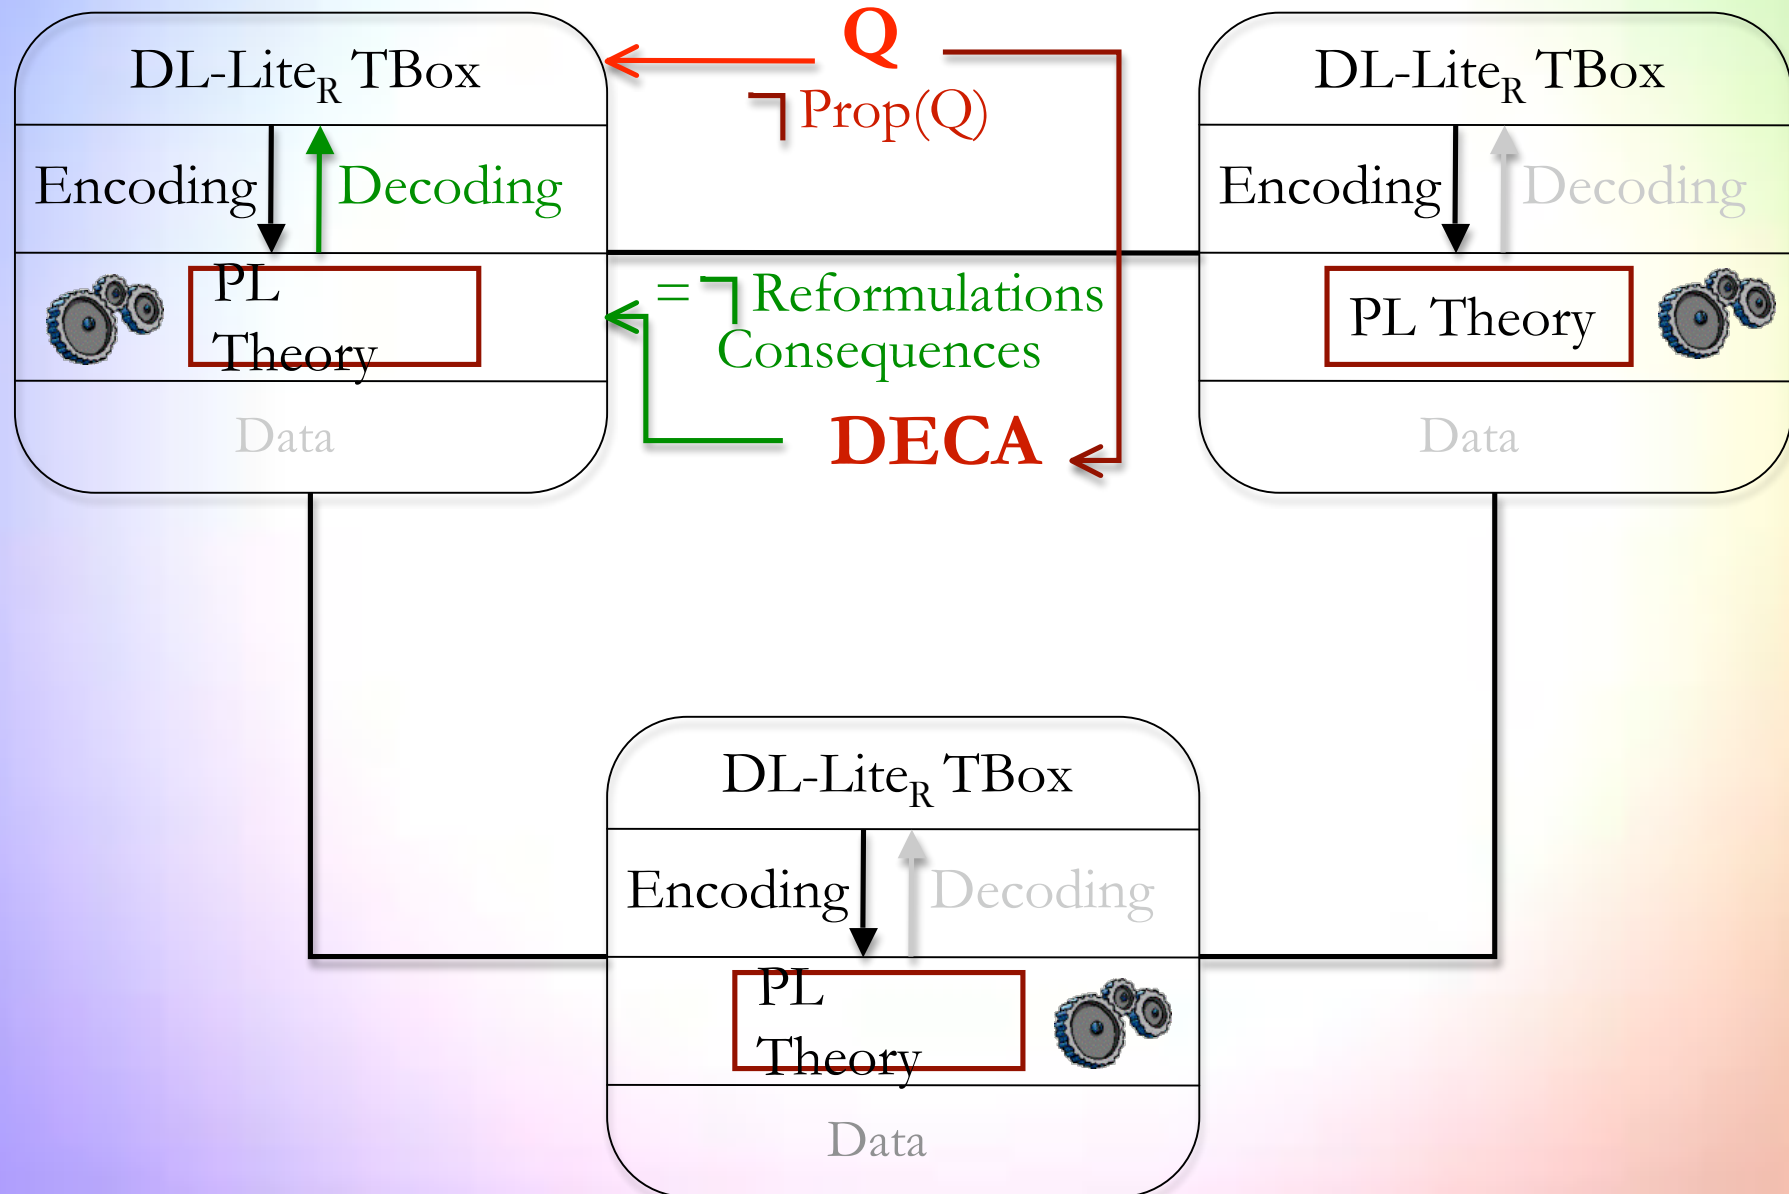 DL-LiteR TBox
Encoding
Decoding
PL
Theory
Data
Q
¬ Prop(Q)
= ¬ Reformulations
Consequences
DECA
DL-LiteR TBox
Encoding
Decoding
PL Theory
Data
DL-LiteR TBox
Encoding
Decoding
PL
Theory
Data